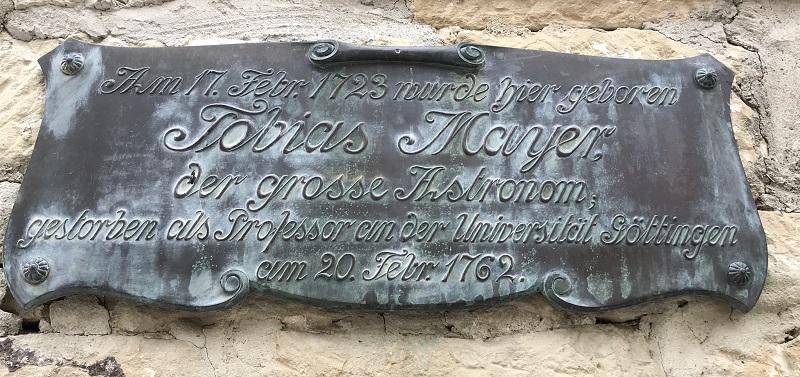 Am 17. Febr. 1723 wurde hier geboren
Tobias Mayer,
der grosse Astronom,
gestorben als Professor an der Universität Göttingen
am 20. Febr. 1762.